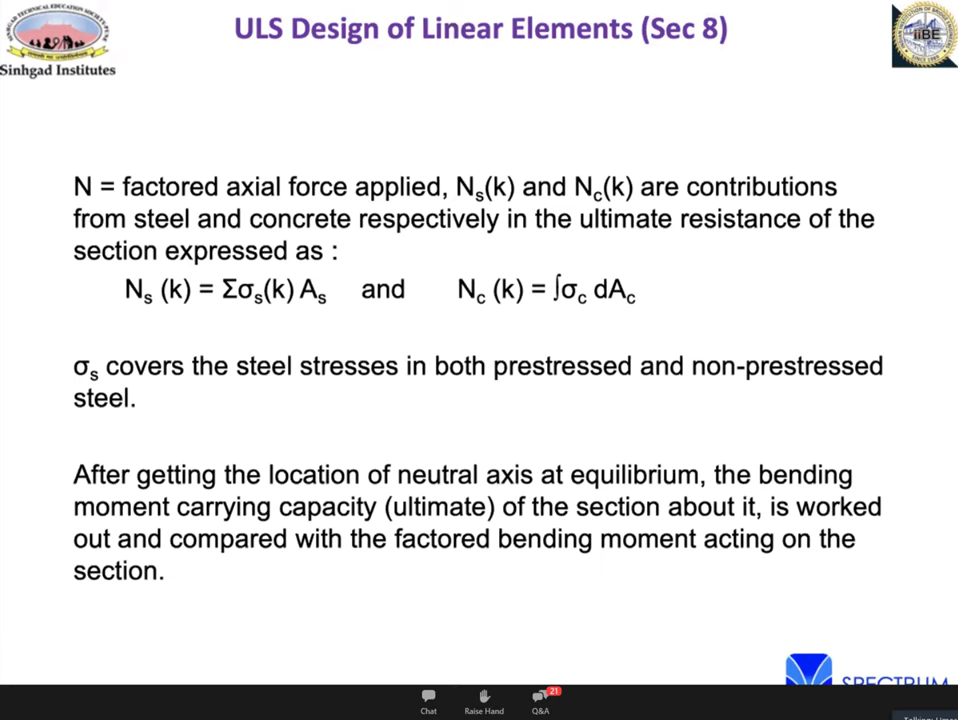 ULS Design of Linear Elements (Sec 8)
Sinhgad Institutes
IIBE
N = factored axial force applied, Ns(k) and Nc(k) are contributions
from steel and concrete respectively in the ultimate resistance of the
section expressed as :
Ns (k) = Σσs(k) As and Nc (k) = ∫σc dAc
σs covers the steel stresses in both prestressed and non-prestressed
steel.
After getting the location of neutral axis at equilibrium, the bending
moment carrying capacity (ultimate) of the section about it, is worked
out and compared with the factored bending moment acting on the
section.
SPECTRUM
21
Chat Raise Hand Q&A
Talking: